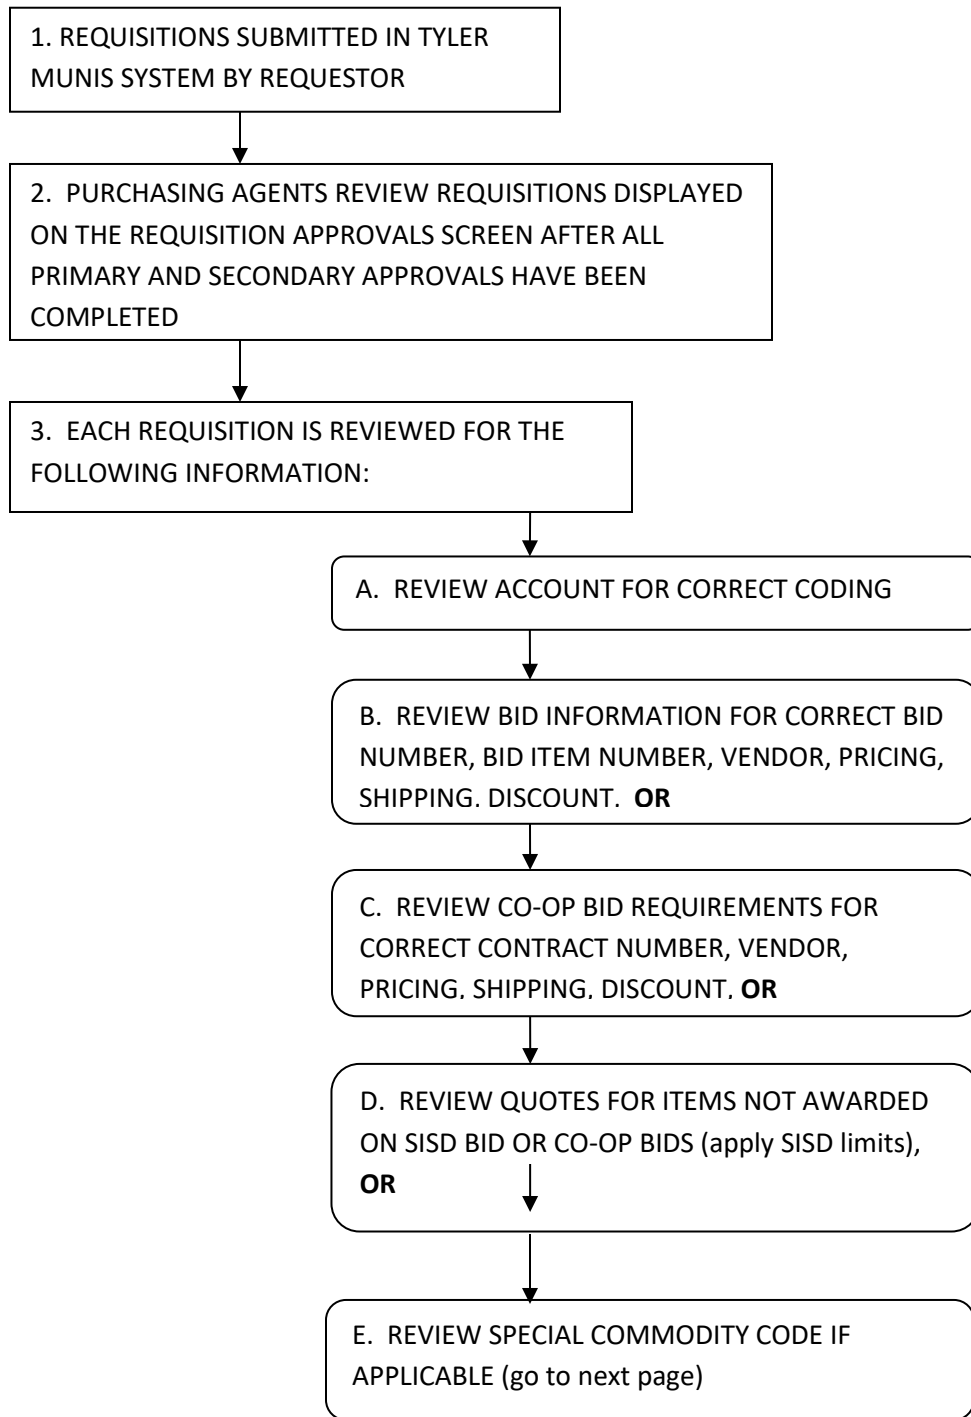 1. REQUISITIONS SUBMITTED IN TYLER
MUNIS SYSTEM BY REQUESTOR
2. PURCHASING AGENTS REVIEW REQUISITIONS DISPLAYED
ON THE REQUISITION APPROVALS SCREEN AFTER ALL
PRIMARY AND SECONDARY APPROVALS HAVE BEEN
COMPLETED
3. EACH REQUISITION IS REVIEWED FOR THE
FOLLOWING INFORMATION:
A. REVIEW ACCOUNT FOR CORRECT CODING
B. REVIEW BID INFORMATION FOR CORRECT BID
NUMBER, BID ITEM NUMBER, VENDOR, PRICING,
SHIPPING, DISCOUNT, OR
C. REVIEW CO-OP BID REQUIREMENTS FOR
CORRECT CONTRACT NUMBER, VENDOR,
PRICING, SHIPPING, DISCOUNT, OR
D. REVIEW QUOTES FOR ITEMS NOT AWARDED
ON SISD BID OR CO-OP BIDS (apply SISD limits),
OR
E. REVIEW SPECIAL COMMODITY CODE IF
APPLICABLE (go to next page)